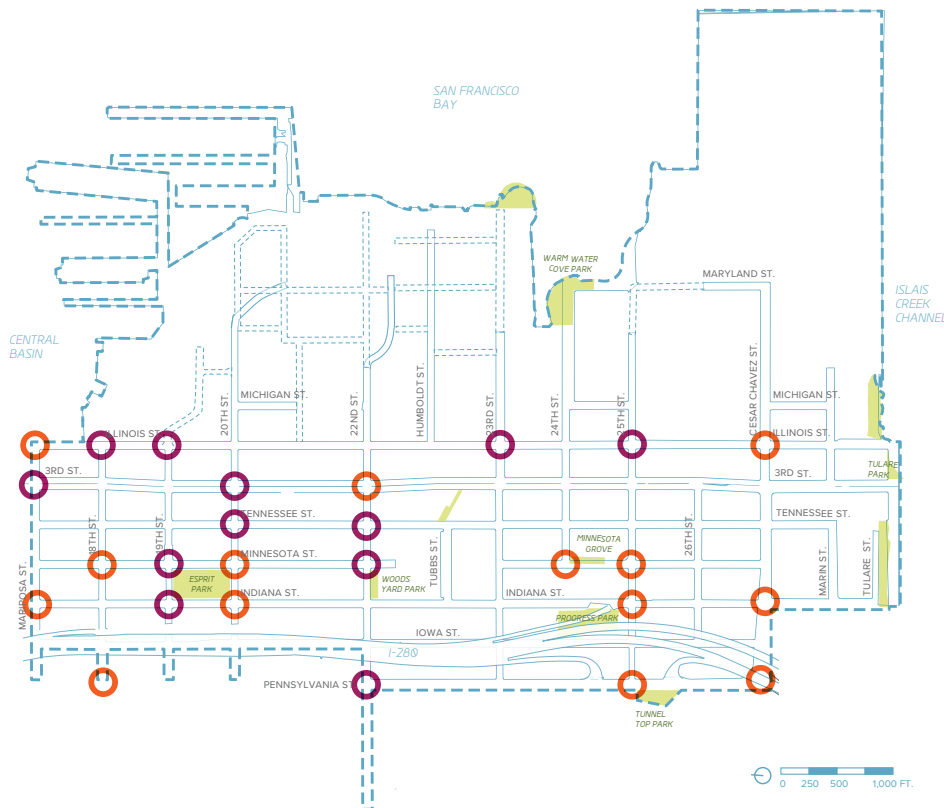 SAN FRANCISCO
BAY
WARM WATER
COVE PARK
MARYLAND ST.
ISLAIS
CREEK
CHANNEL
CENTRAL
BASIN
MICHIGAN ST.
MICHIGAN ST.
20TH ST.
22ND ST.
HUMBOLDT ST.
23RD ST.
24TH ST.
25TH ST.
CESAR CHAVEZ ST.
ILLINOIS ST.
ILLINOIS ST.
3RD ST.
3RD ST.
TULARE
PARK
TENNESSEE ST.
TENNESSEE ST.
18TH ST.
19TH ST.
MINNESOTA ST.
MINNESOTA
GROVE
26TH ST.
TUBBS ST.
MARIN ST.
TULARE ST.
MARIPOSA ST.
ESPRIT
PARK
WOODS
YARD PARK
INDIANA ST.
INDIANA ST.
PROGRESS PARK
IOWA ST.
I-280
PENNSYLVANIA ST.
TUNNEL
TOP PARK
0 250 500 1,000 FT.